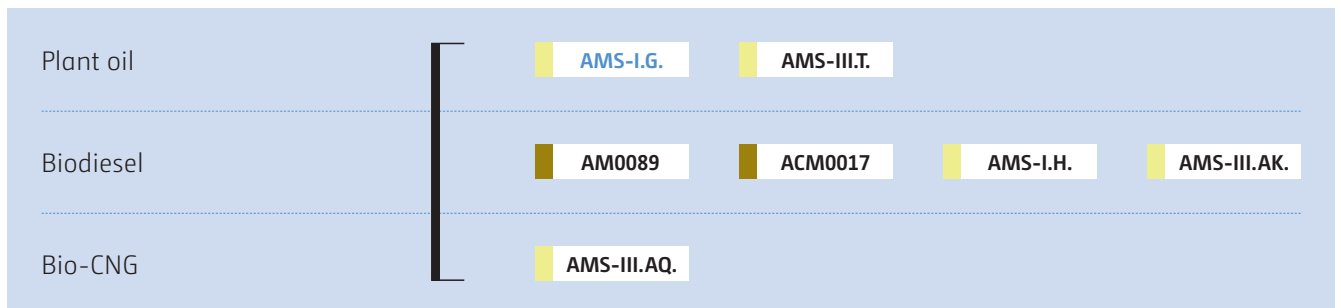 Plant oil AMS-I.G. AMS-III.T.
Biodiesel AM0089 ACM0017 AMS-I.H. AMS-III.AK.
Bio-CNG AMS-III.AQ.